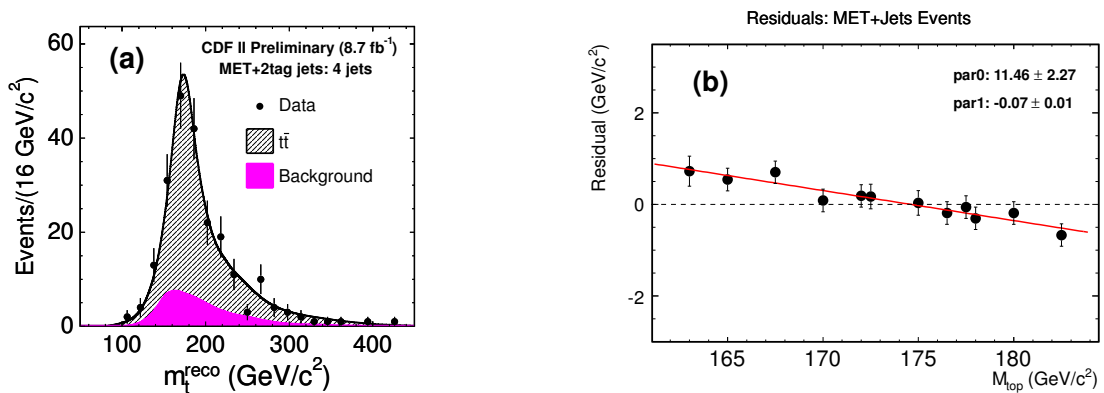 (a)
CDF II Preliminary (8.7 fb⁻¹)
MET+2tag jets: 4 jets
Data
tt̄
Background
Events/(16 GeV/c²)
60
40
20
0
100
200
300
400
mₜʳᵉᶜᵒ (GeV/c²)
Residuals: MET+Jets Events
(b)
par0: 11.46 ± 2.27
par1: -0.07 ± 0.01
Residual (GeV/c²)
2
0
-2
165
170
175
180
M_top (GeV/c²)